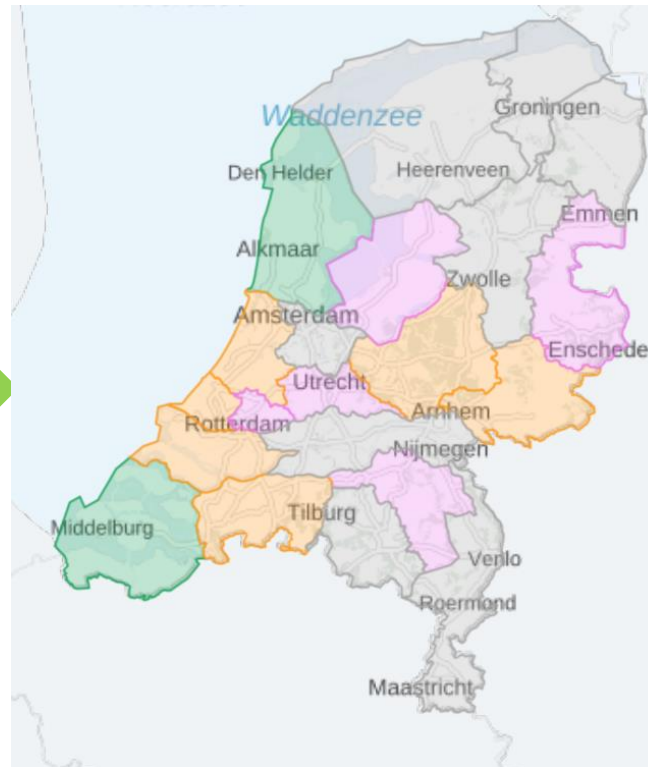 Waddenzee
Groningen
Den Helder
Heerenveen
Emmen
Alkmaar
Zwolle
Amsterdam
Enschede
Utrecht
Arnhem
Rotterdam
Nijmegen
Tilburg
Middelburg
Venlo
Roermond
Maastricht